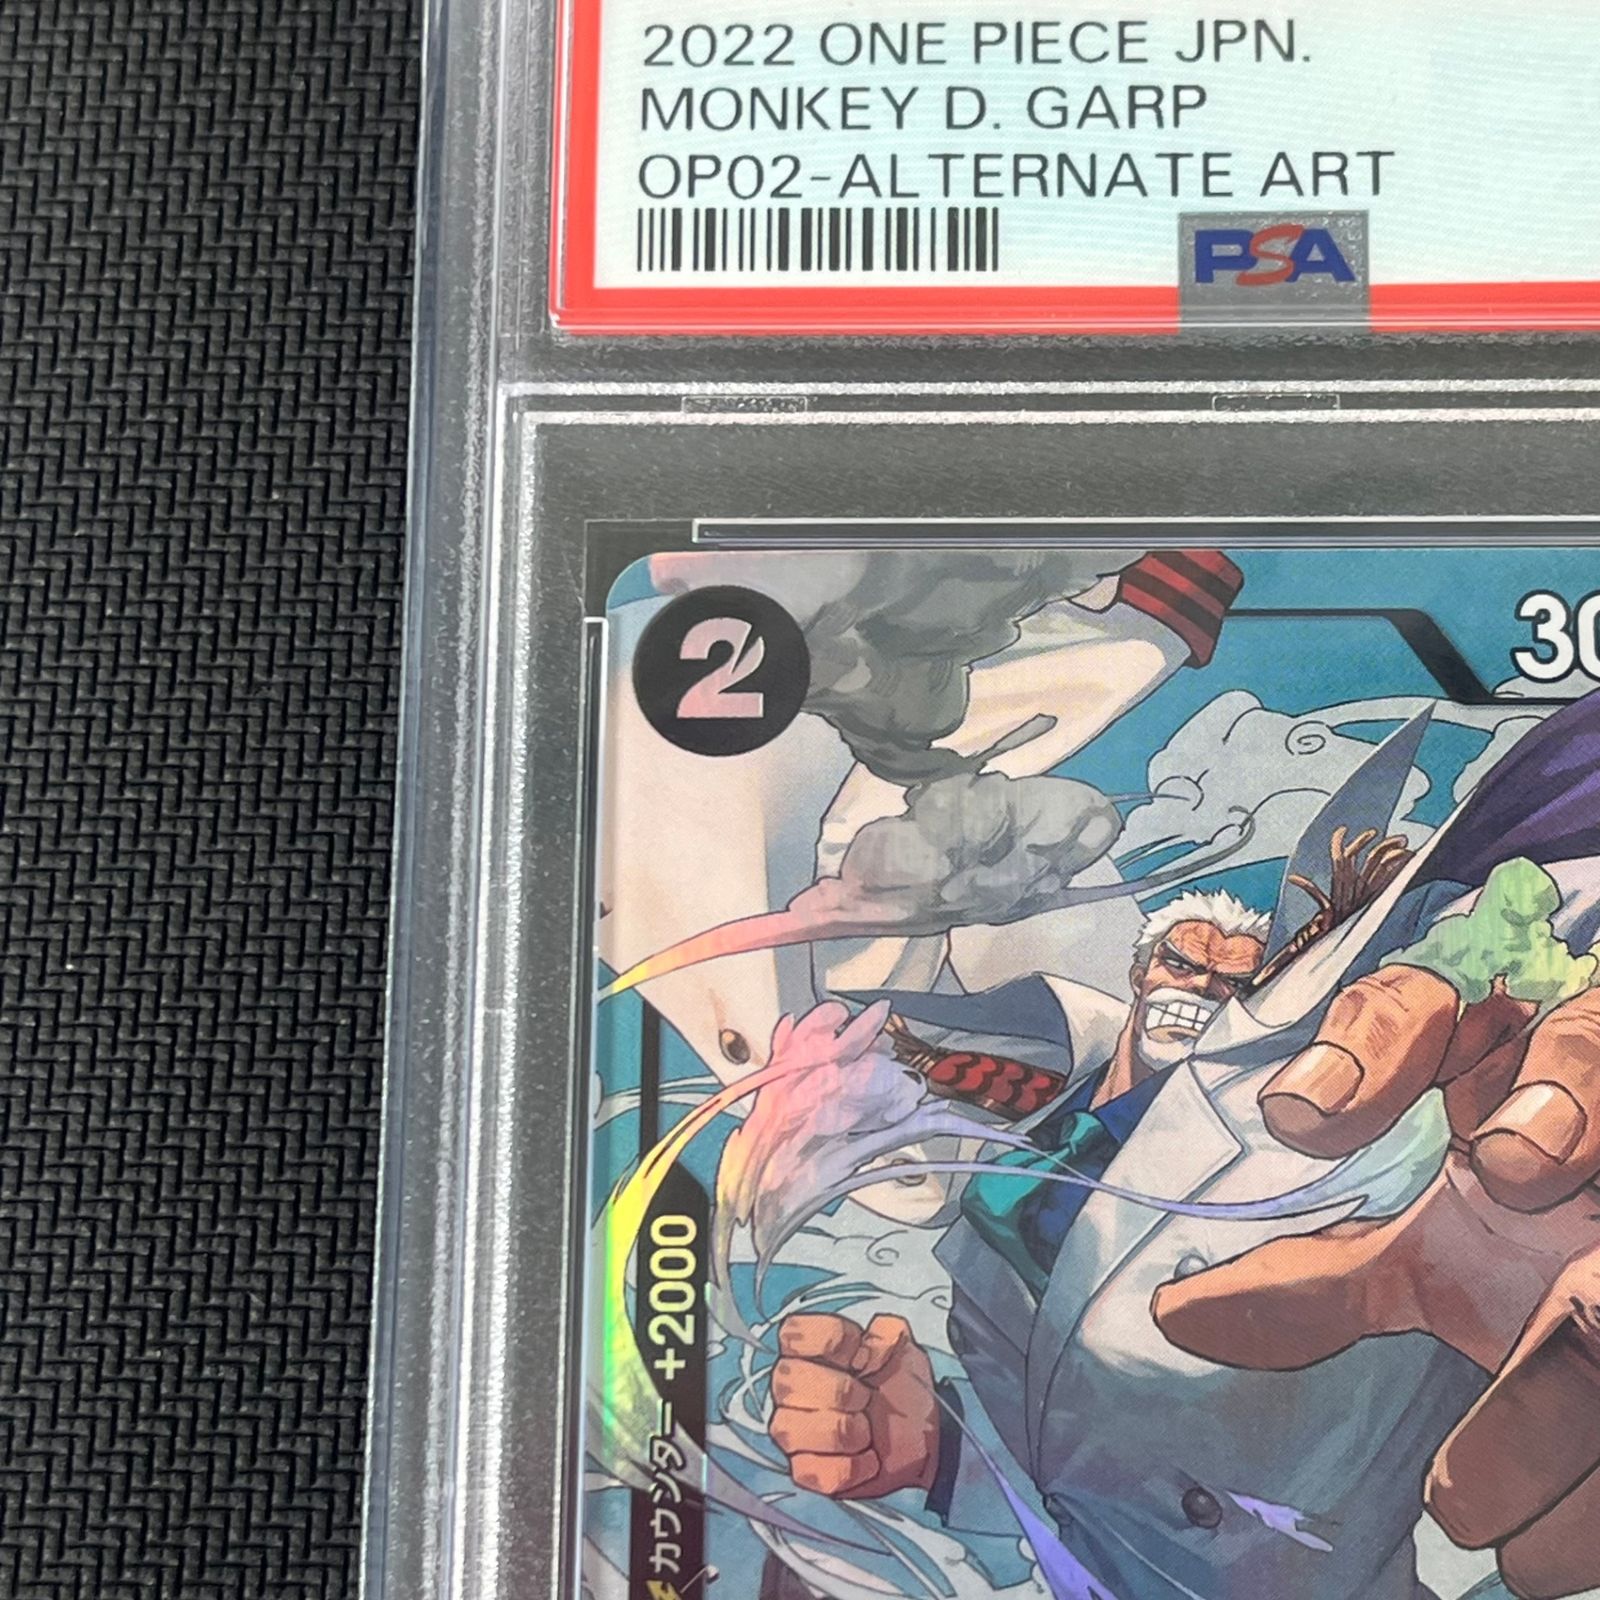 2022 ONE PIECE JPN.
MONKEY D. GARP
OP02-ALTERNATE ART
PSA
2
30
カウンター +2000